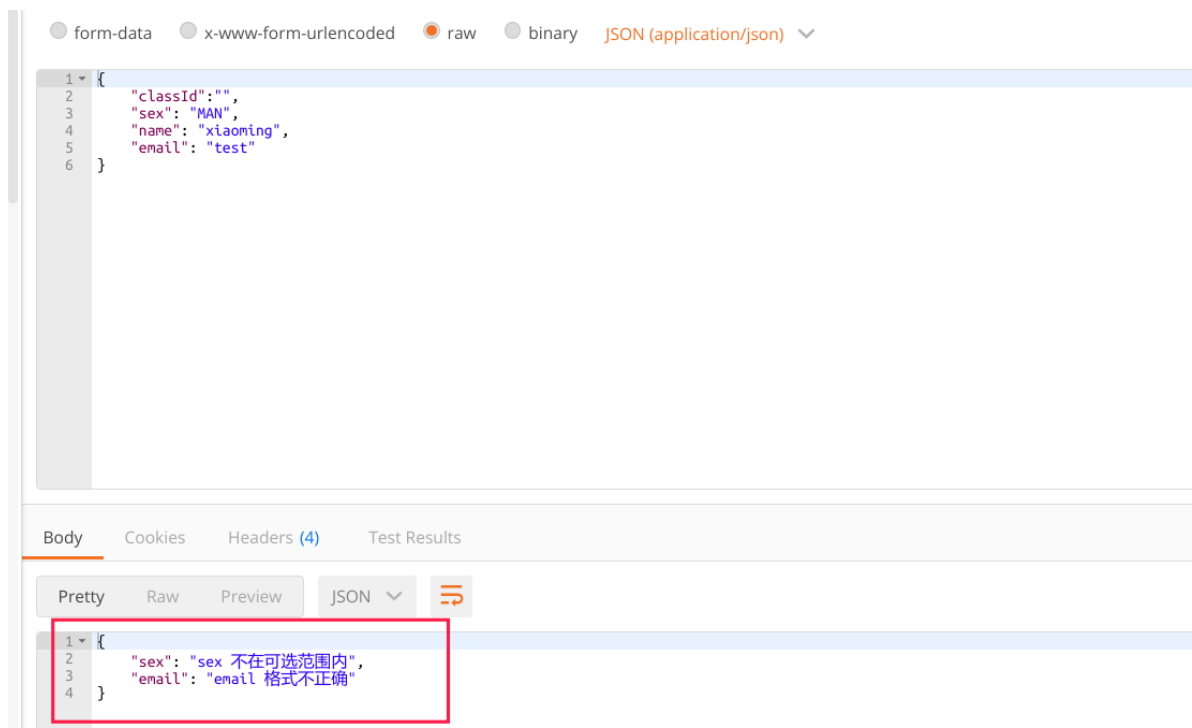 form-data x-www-form-urlencoded raw binary JSON (application/json)
1 {
2 "classId":"",
3 "sex": "MAN",
4 "name": "xiaoming",
5 "email": "test"
6 }
Body Cookies Headers (4) Test Results
Pretty Raw Preview JSON
1 {
2 "sex": "sex 不在可选范围内",
3 "email": "email 格式不正确"
4 }